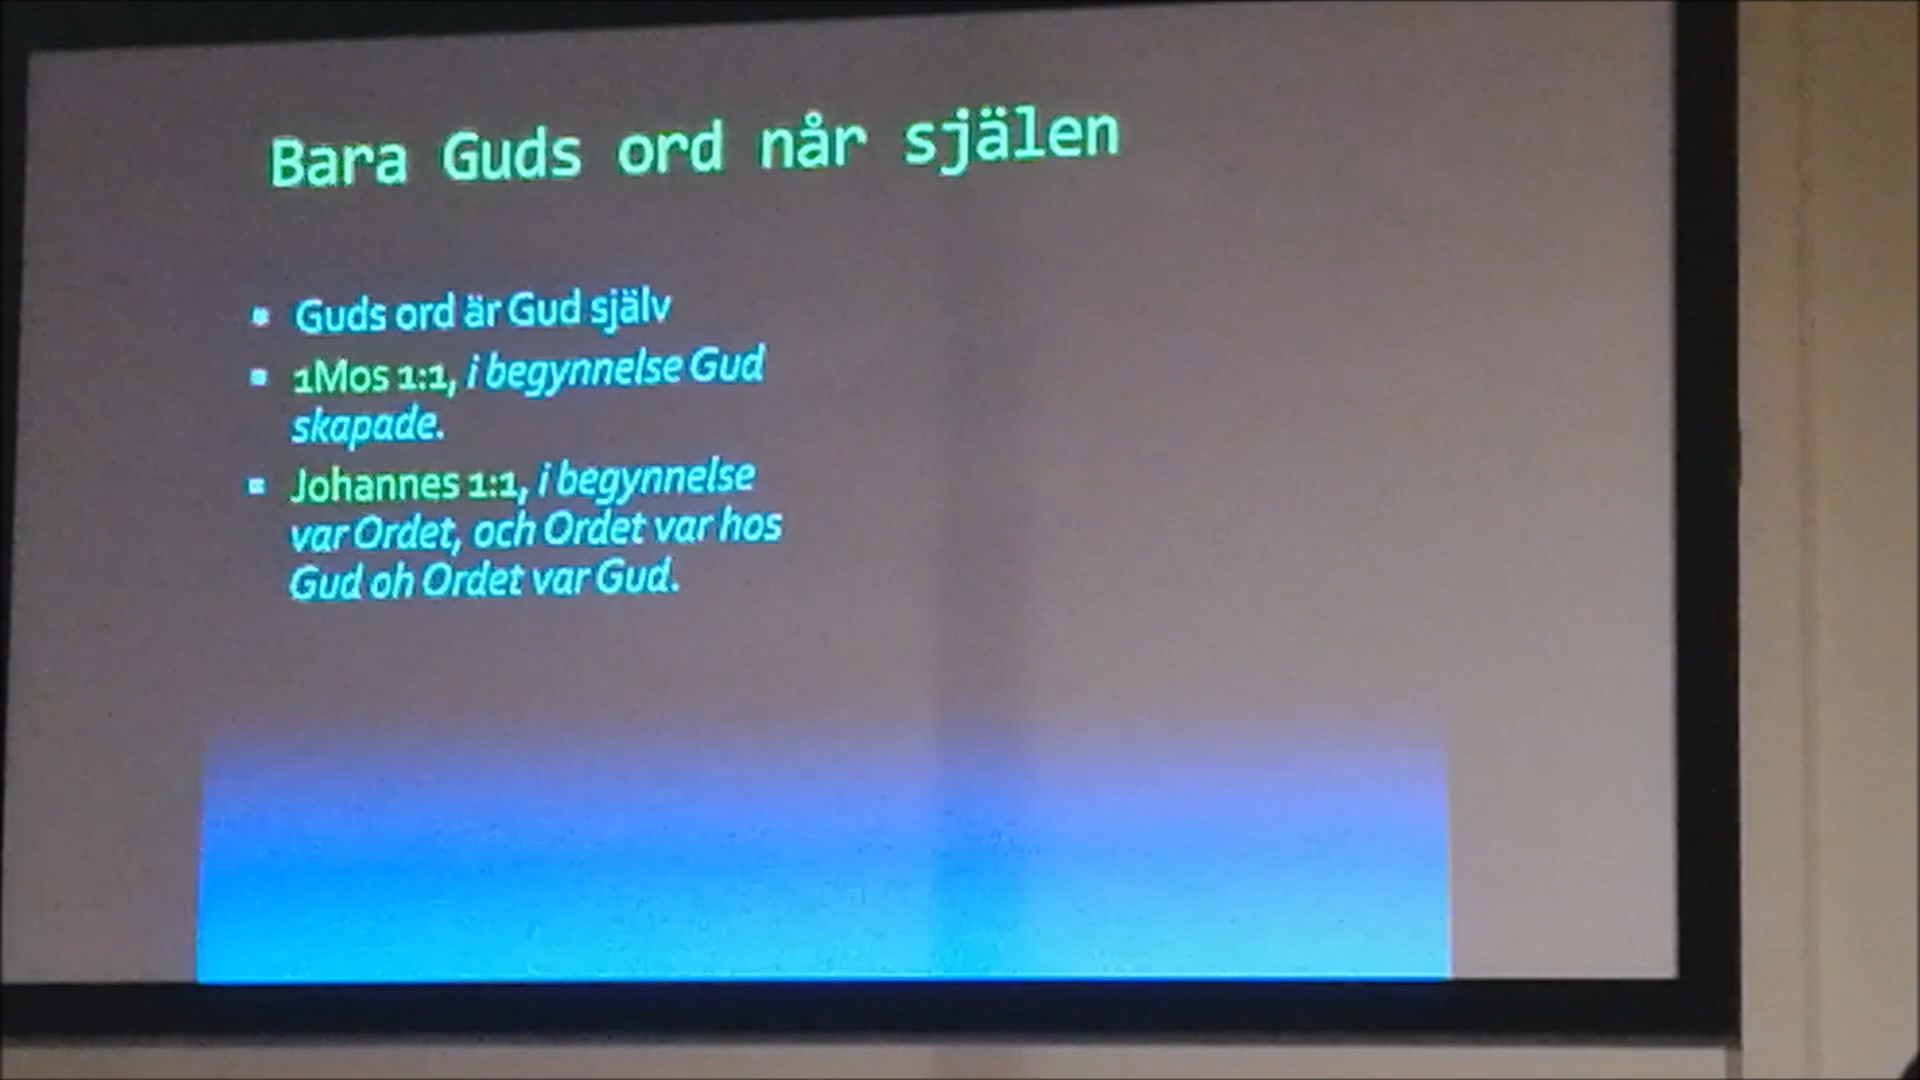 Bara Guds ord når själen
Guds ord är Gud själv
1Mos 1:1, i begynnelse Gud
skapade.
Johannes 1:1, i begynnelse
var Ordet, och Ordet var hos
Gud oh Ordet var Gud.